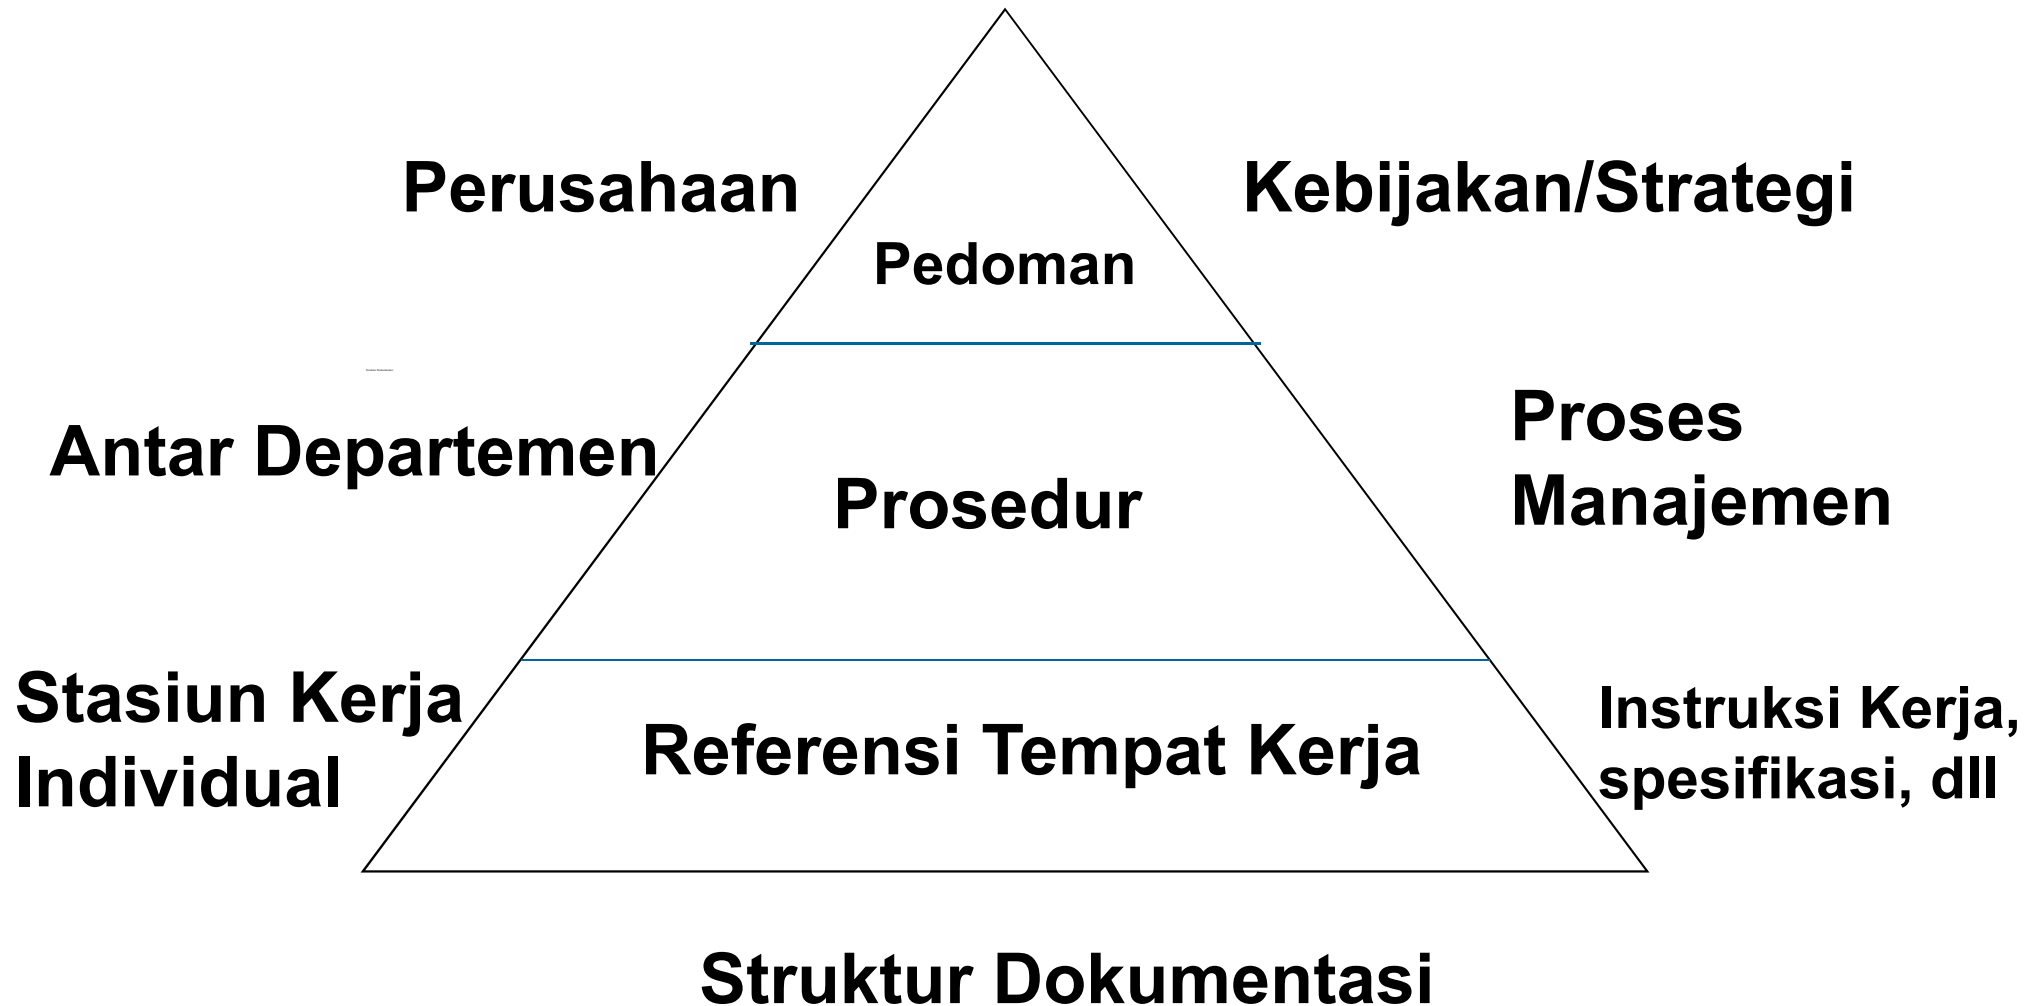 Perusahaan
Kebijakan/Strategi
Pedoman
Antar Departemen
Proses
Manajemen
Prosedur
Stasiun Kerja
Individual
Referensi Tempat Kerja
Instruksi Kerja,
spesifikasi, dll
Struktur Dokumentasi